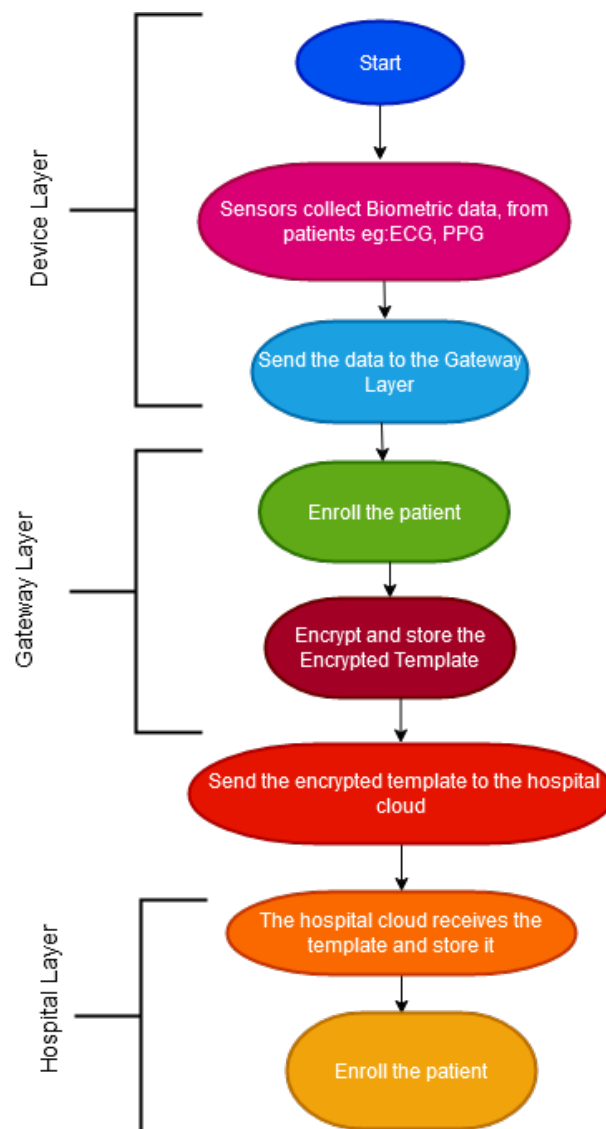 Start
Device Layer
Sensors collect Biometric data, from
patients eg:ECG, PPG
Send the data to the Gateway
Layer
Gateway Layer
Enroll the patient
Encrypt and store the
Encrypted Template
Send the encrypted template to the hospital
cloud
Hospital Layer
The hospital cloud receives the
template and store it
Enroll the patient